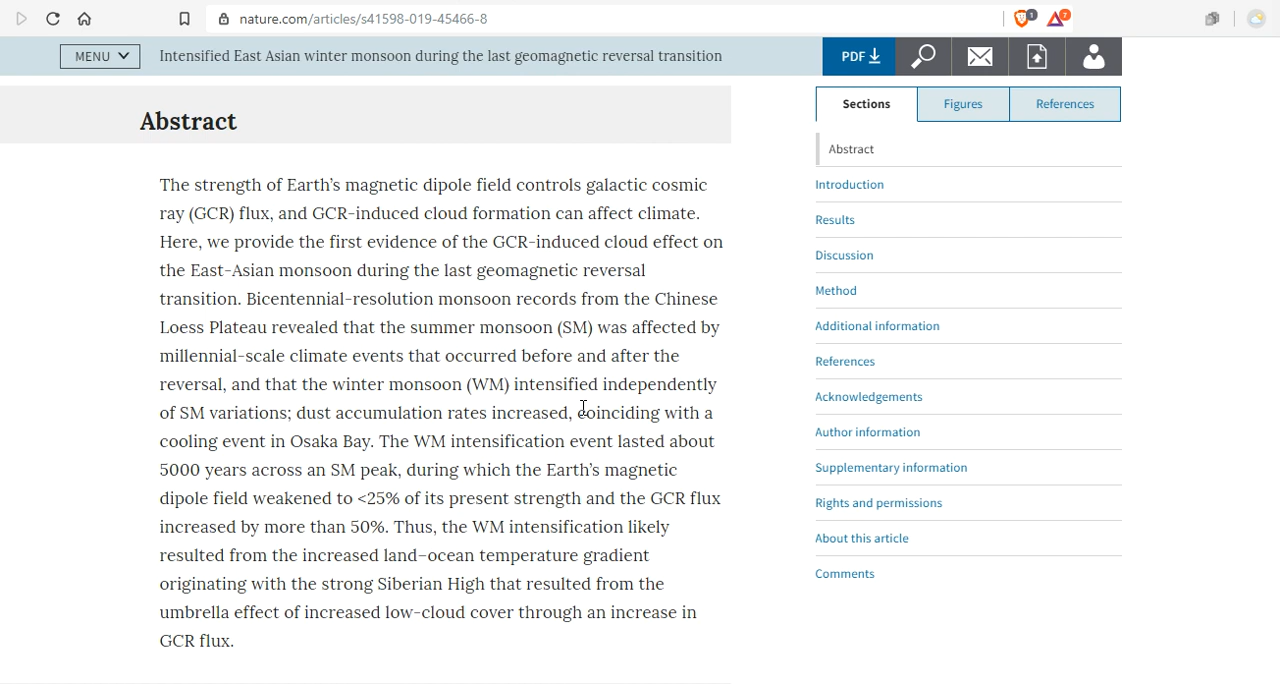 nature.com/articles/s41598-019-45466-8
1
7
MENU
Intensified East Asian winter monsoon during the last geomagnetic reversal transition
PDF
Abstract
The strength of Earth's magnetic dipole field controls galactic cosmic
ray (GCR) flux, and GCR-induced cloud formation can affect climate.
Here, we provide the first evidence of the GCR-induced cloud effect on
the East-Asian monsoon during the last geomagnetic reversal
transition. Bicentennial-resolution monsoon records from the Chinese
Loess Plateau revealed that the summer monsoon (SM) was affected by
millennial-scale climate events that occurred before and after the
reversal, and that the winter monsoon (WM) intensified independently
of SM variations; dust accumulation rates increased, coinciding with a
cooling event in Osaka Bay. The WM intensification event lasted about
5000 years across an SM peak, during which the Earth's magnetic
dipole field weakened to <25% of its present strength and the GCR flux
increased by more than 50%. Thus, the WM intensification likely
resulted from the increased land–ocean temperature gradient
originating with the strong Siberian High that resulted from the
umbrella effect of increased low-cloud cover through an increase in
GCR flux.
Sections
Figures
References
Abstract
Introduction
Results
Discussion
Method
Additional information
References
Acknowledgements
Author information
Supplementary information
Rights and permissions
About this article
Comments